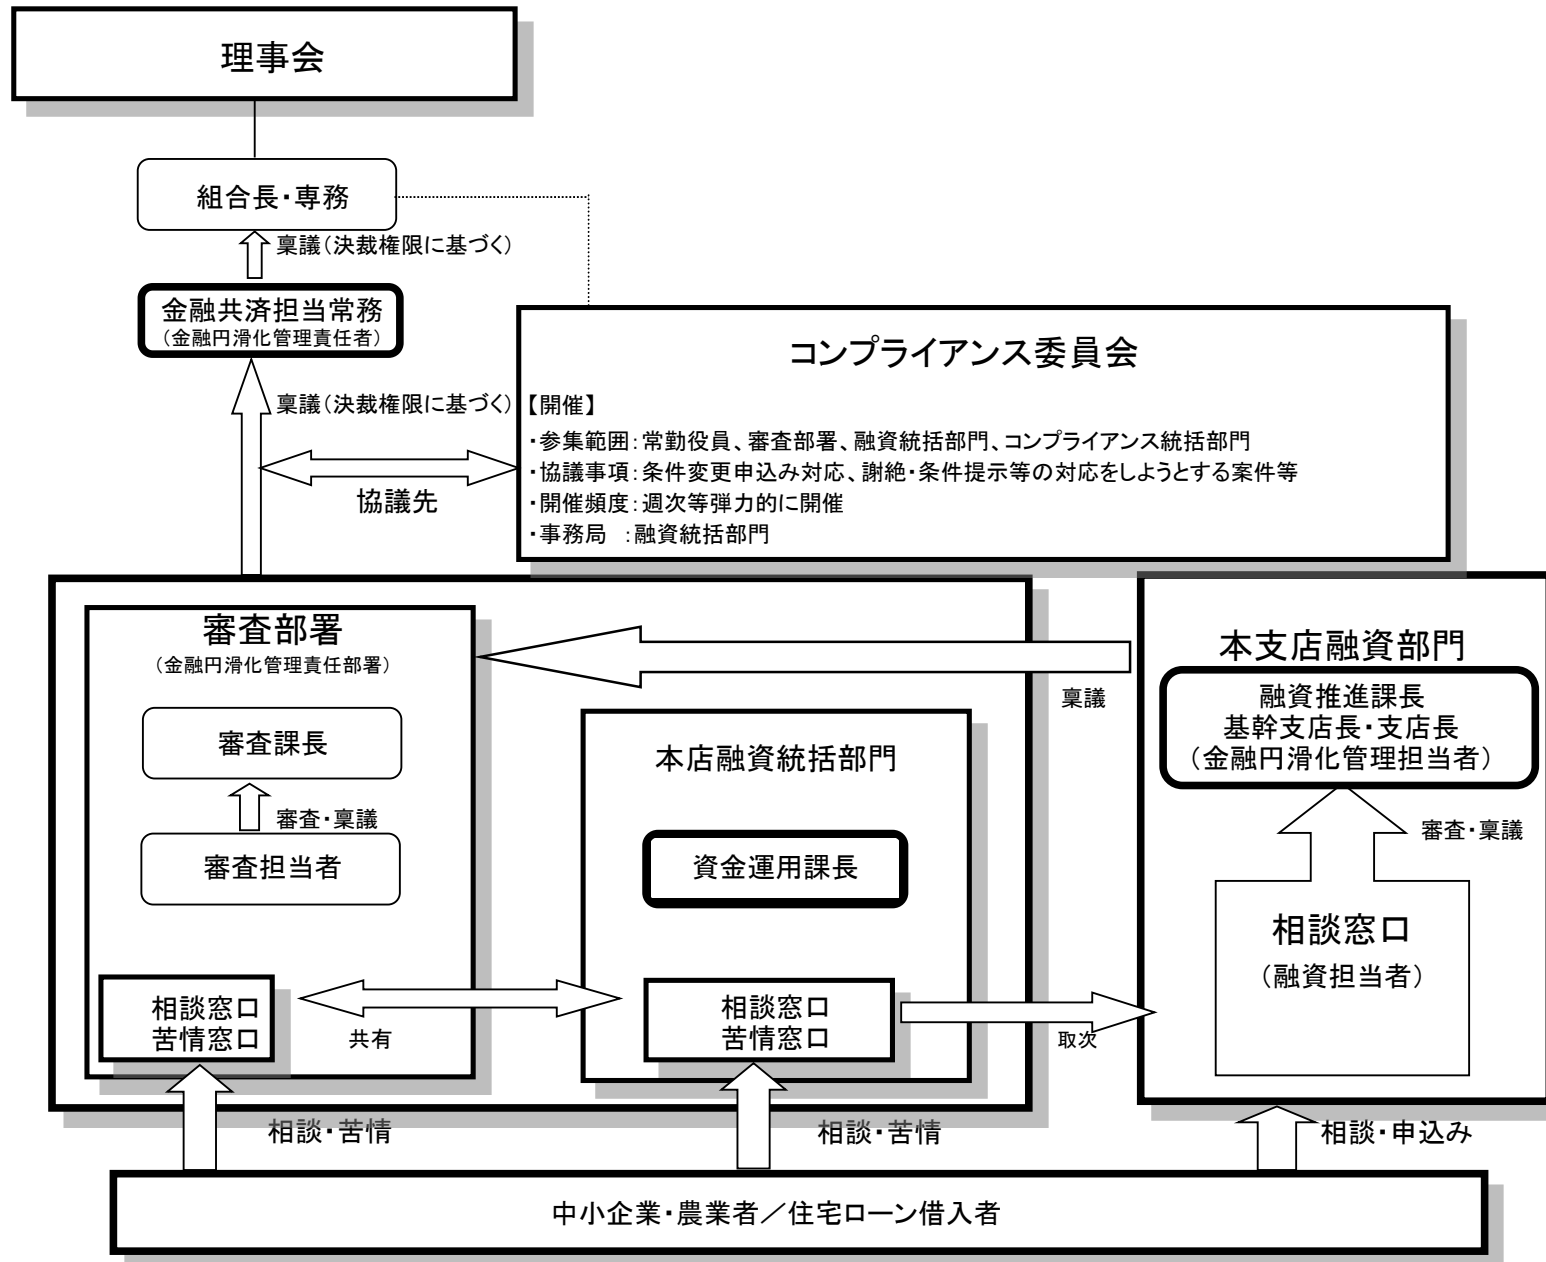 理事会
組合長・専務
稟議（決裁権限に基づく）
金融共済担当常務
（金融円滑化管理責任者）
コンプライアンス委員会
稟議（決裁権限に基づく）
【開催】
・参集範囲：常勤役員、審査部署、融資統括部門、コンプライアンス統括部門
・協議事項：条件変更申込み対応、謝絶・条件提示等の対応をしようとする案件等
・開催頻度：週次等弾力的に開催
・事務局　：融資統括部門
協議先
審査部署
（金融円滑化管理責任部署）
審査課長
審査・稟議
審査担当者
相談窓口
苦情窓口
共有
本店融資統括部門
資金運用課長
相談窓口
苦情窓口
稟議
取次
本支店融資部門
融資推進課長
基幹支店長・支店長
（金融円滑化管理担当者）
審査・稟議
相談窓口
（融資担当者）
相談・苦情
相談・苦情
相談・申込み
中小企業・農業者／住宅ローン借入者